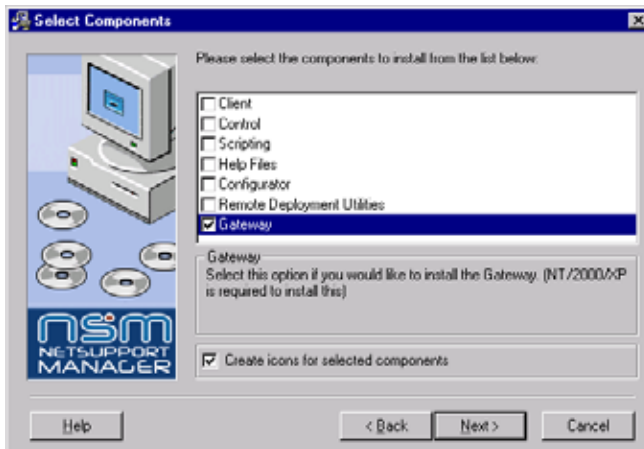 Select Components
Please select the components to install from the list below:
Client
Control
Scripting
Help Files
Configurator
Remote Deployment Utilities
Gateway
Gateway
Select this option if you would like to install the Gateway. (NT/2000/XP
is required to install this)
nsm
NETSUPPORT
MANAGER
Create icons for selected components
Help
< Back
Next >
Cancel